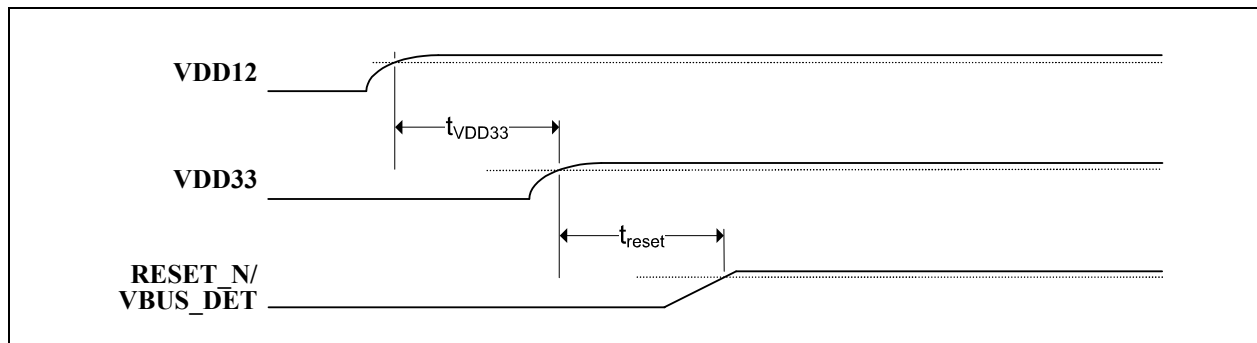 VDD12
tVDD33
VDD33
treset
RESET_N/
VBUS_DET